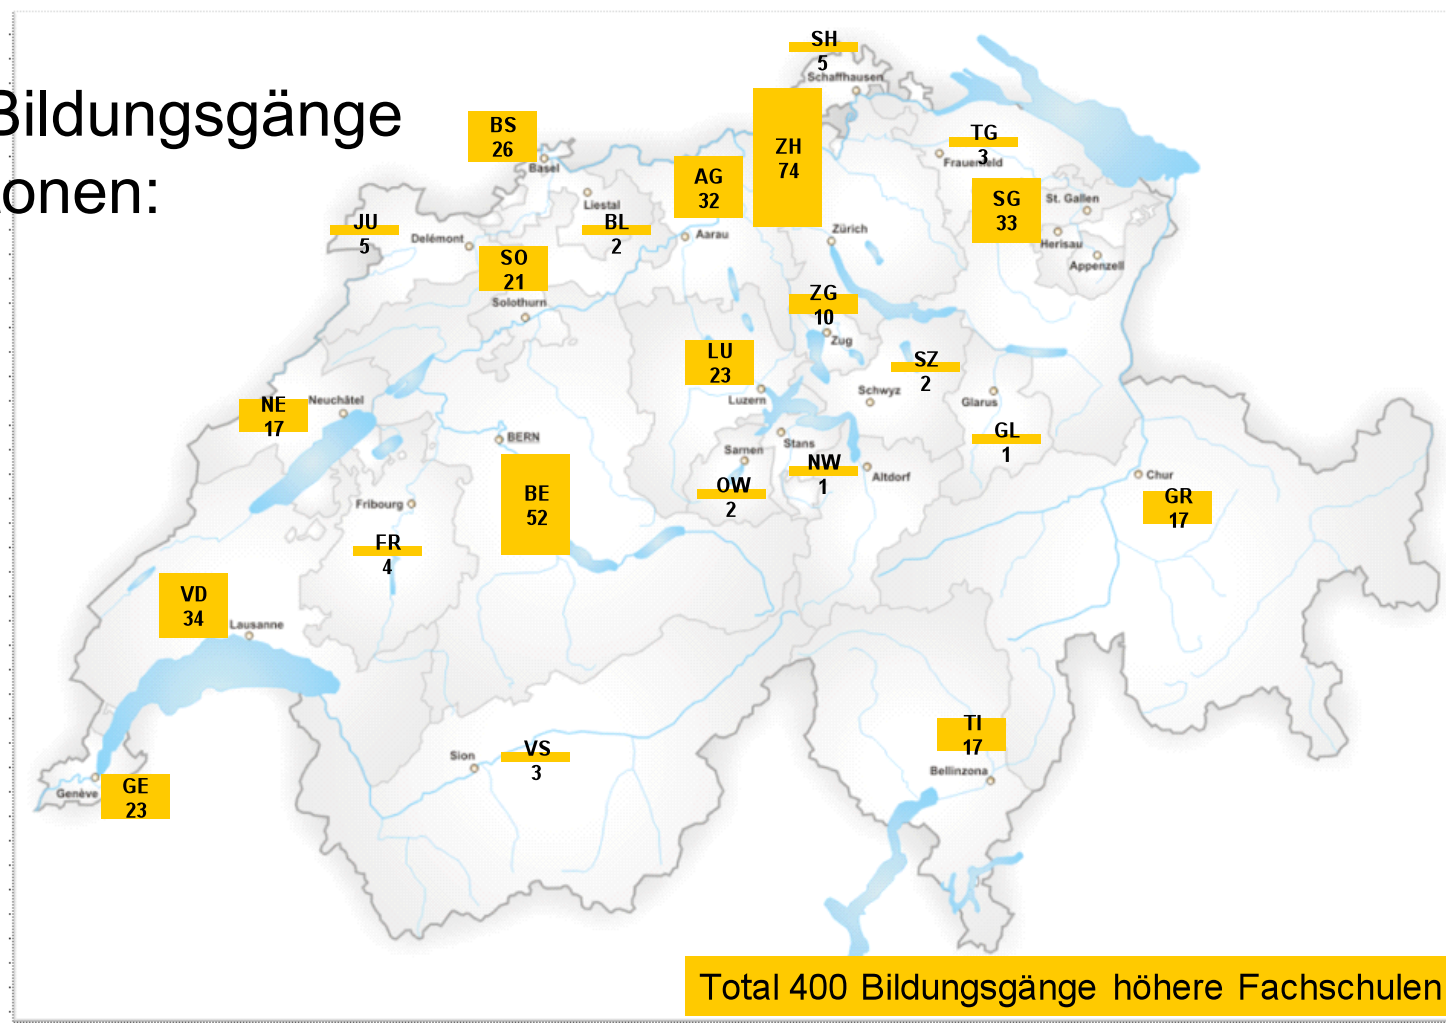 Bildungsgänge
onen:
SH
5
Schaffhausen
BS
26
Basel
ZH
74
TG
3
Frauenfeld
AG
32
SG
33
St. Gallen
Liestal
BL
2
JU
5
Delémont
Aarau
Zürich
Herisau
Appenzell
SO
21
Solothurn
ZG
10
Zug
LU
23
Luzern
SZ
2
Schwyz
Glarus
NE
17
Neuchâtel
BERN
Stans
GL
1
Sarnen
NW
1
Altdorf
OW
2
Chur
GR
17
BE
52
Fribourg
FR
4
VD
34
Lausanne
TI
17
Bellinzona
Sion
VS
3
Genève
GE
23
Total 400 Bildungsgänge höhere Fachschulen